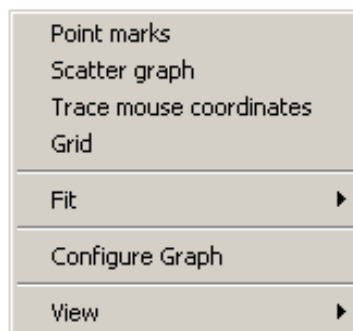 Point marks
Scatter graph
Trace mouse coordinates
Grid
Fit
Configure Graph
View